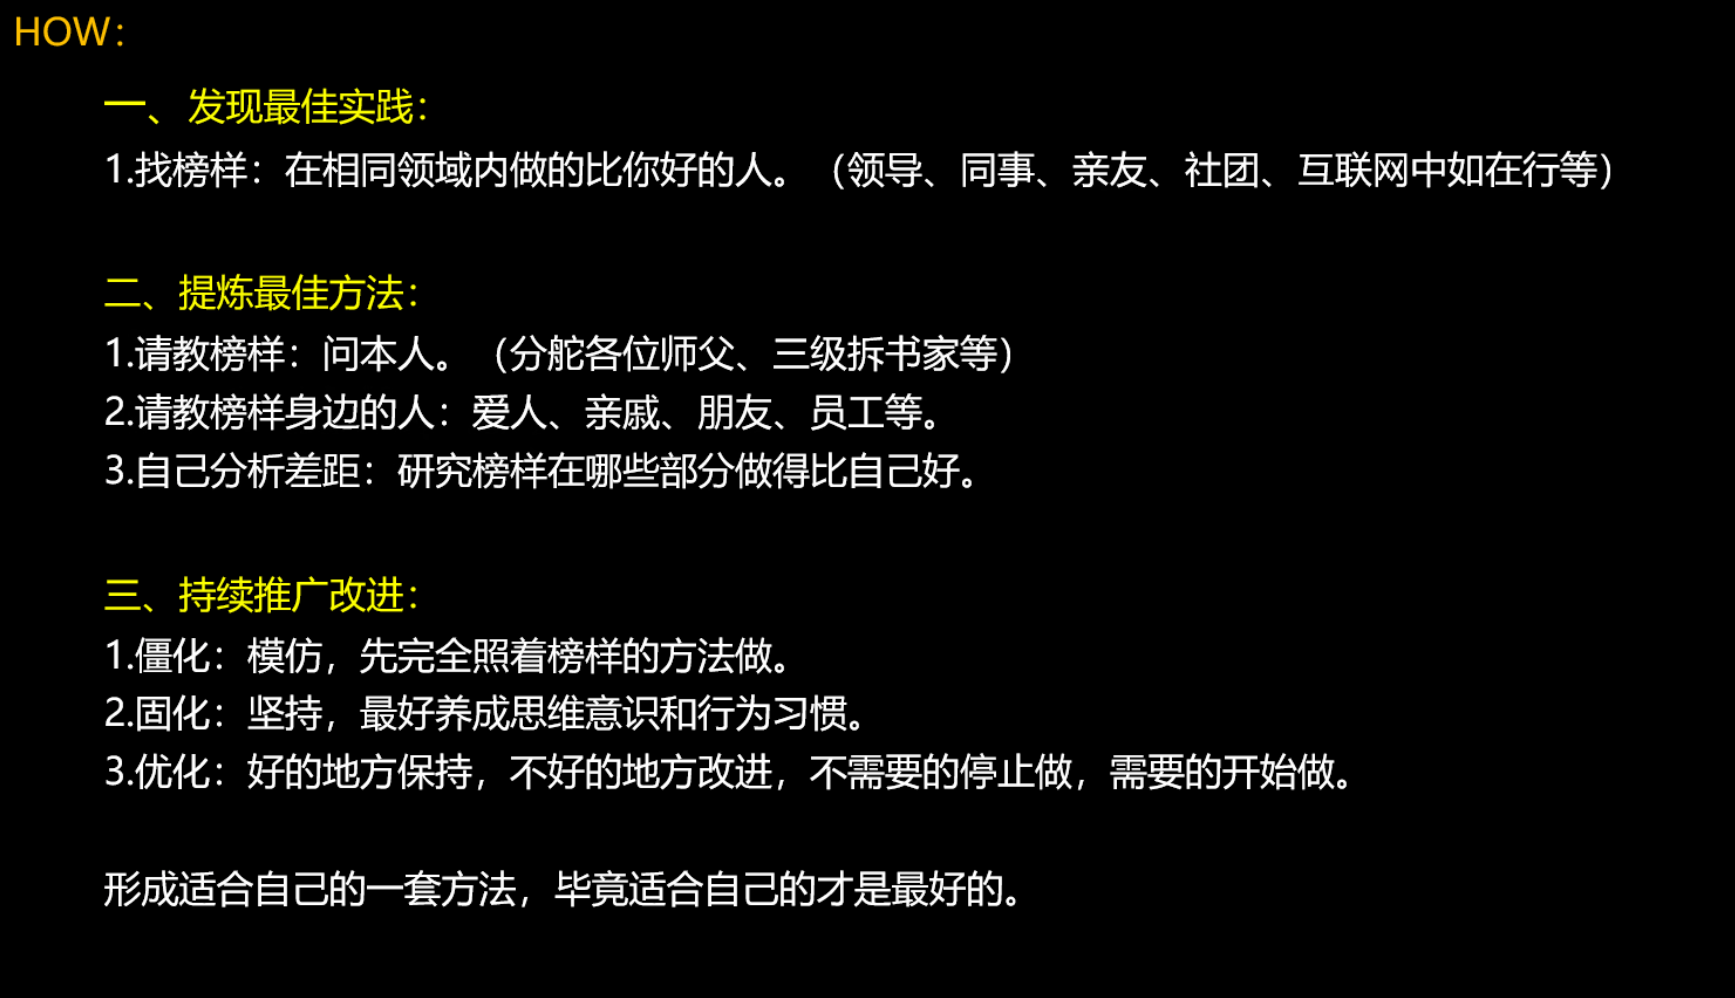 HOW：
一、发现最佳实践：
1.找榜样：在相同领域内做的比你好的人。（领导、同事、亲友、社团、互联网中如在行等）
二、提炼最佳方法：
1.请教榜样：问本人。（分舵各位师父、三级拆书家等）
2.请教榜样身边的人：爱人、亲戚、朋友、员工等。
3.自己分析差距：研究榜样在哪些部分做得比自己好。
三、持续推广改进：
1.僵化：模仿，先完全照着榜样的方法做。
2.固化：坚持，最好养成思维意识和行为习惯。
3.优化：好的地方保持，不好的地方改进，不需要的停止做，需要的开始做。
形成适合自己的一套方法，毕竟适合自己的才是最好的。